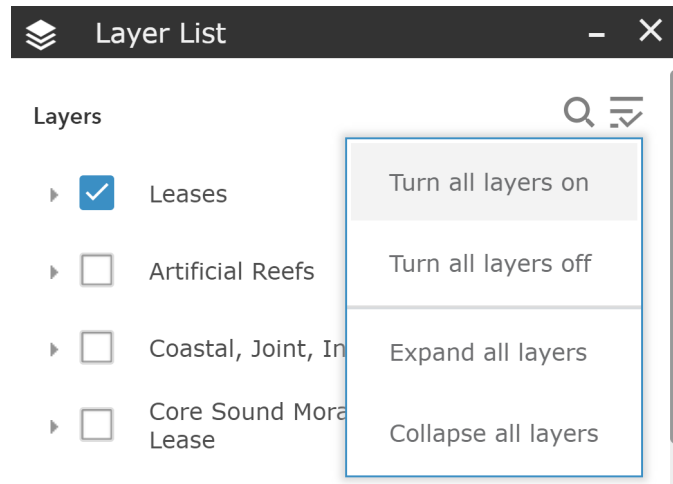 Layer List
Layers
Turn all layers on
Leases
Turn all layers off
Artificial Reefs
Coastal, Joint, In
Expand all layers
Core Sound Mora
Lease
Collapse all layers